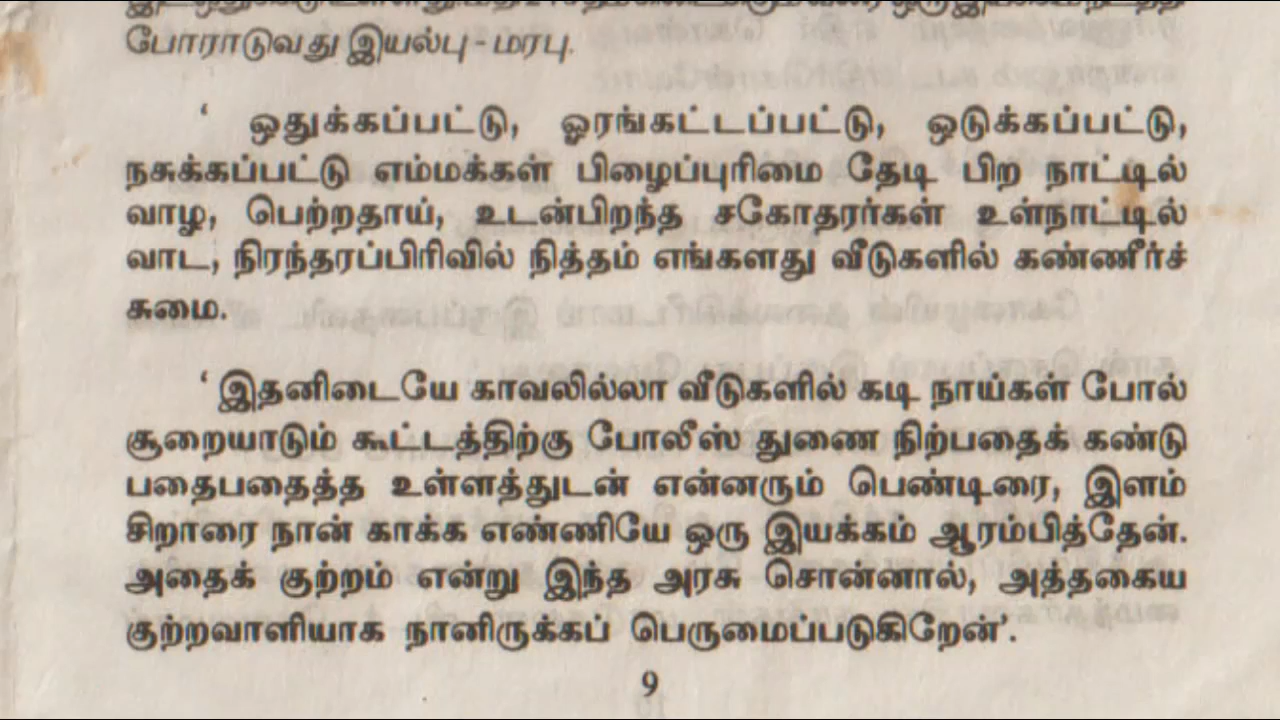 போராடுவது இயல்பு - மரபு.
‘ ஒதுக்கப்பட்டு, ஓரங்கட்டப்பட்டு, ஒடுக்கப்பட்டு,
நசுக்கப்பட்டு எம்மக்கள் பிழைப்புரிமை தேடி பிற நாட்டில்
வாழ, பெற்றதாய், உடன்பிறந்த சகோதரர்கள் உள்நாட்டில்
வாட, நிரந்தரப்பிரிவில் நித்தம் எங்களது வீடுகளில் கண்ணீர்ச்
சுமை.
‘ இதனிடையே காவலில்லா வீடுகளில் கடி நாய்கள் போல்
சூறையாடும் கூட்டத்திற்கு போலீஸ் துணை நிற்பதைக் கண்டு
பதைபதைத்த உள்ளத்துடன் என்னரும் பெண்டிரை, இளம்
சிறாரை நான் காக்க எண்ணியே ஒரு இயக்கம் ஆரம்பித்தேன்.
அதைக் குற்றம் என்று இந்த அரசு சொன்னால், அத்தகைய
குற்றவாளியாக நானிருக்கப் பெருமைப்படுகிறேன்’.
9